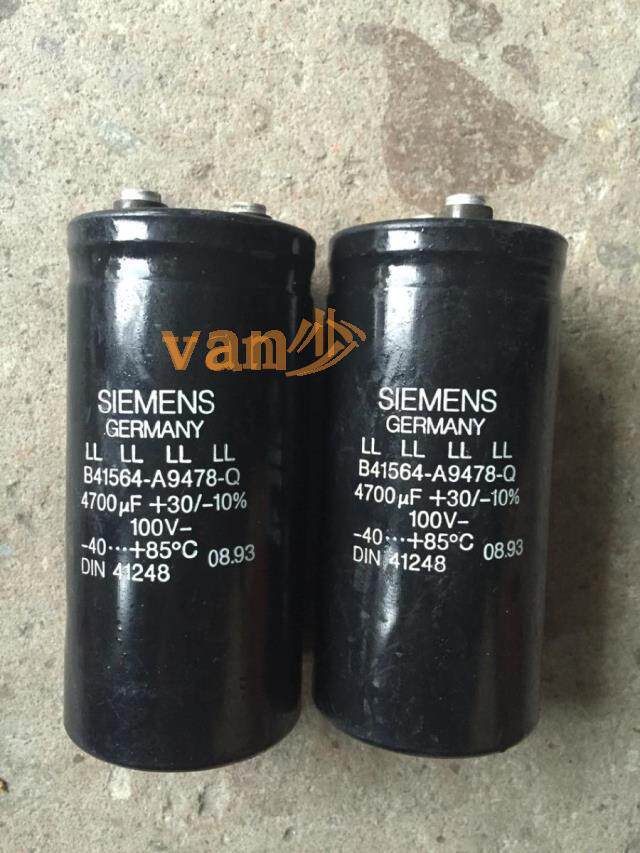 van
SIEMENS
GERMANY
LL LL LL LL
B41564-A9478-Q
4700µF +30/-10%
100V-
-40···+85°C 08.93
DIN 41248
SIEMENS
GERMANY
LL LL LL LL
B41564-A9478-Q
4700µF +30/-10%
100V-
-40···+85°C 08.93
DIN 41248